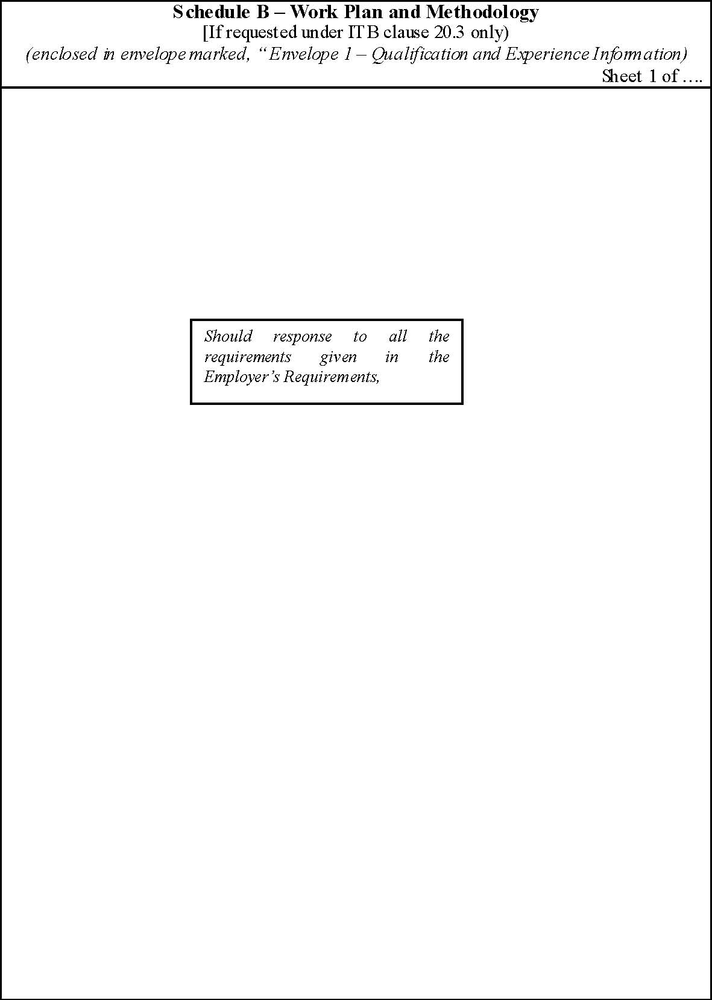 Schedule B – Work Plan and Methodology
[If requested under ITB clause 20.3 only)
(enclosed in envelope marked, “Envelope 1 – Qualification and Experience Information)
Sheet 1 of ….
Should response to all the
requirements given in the
Employer’s Requirements,